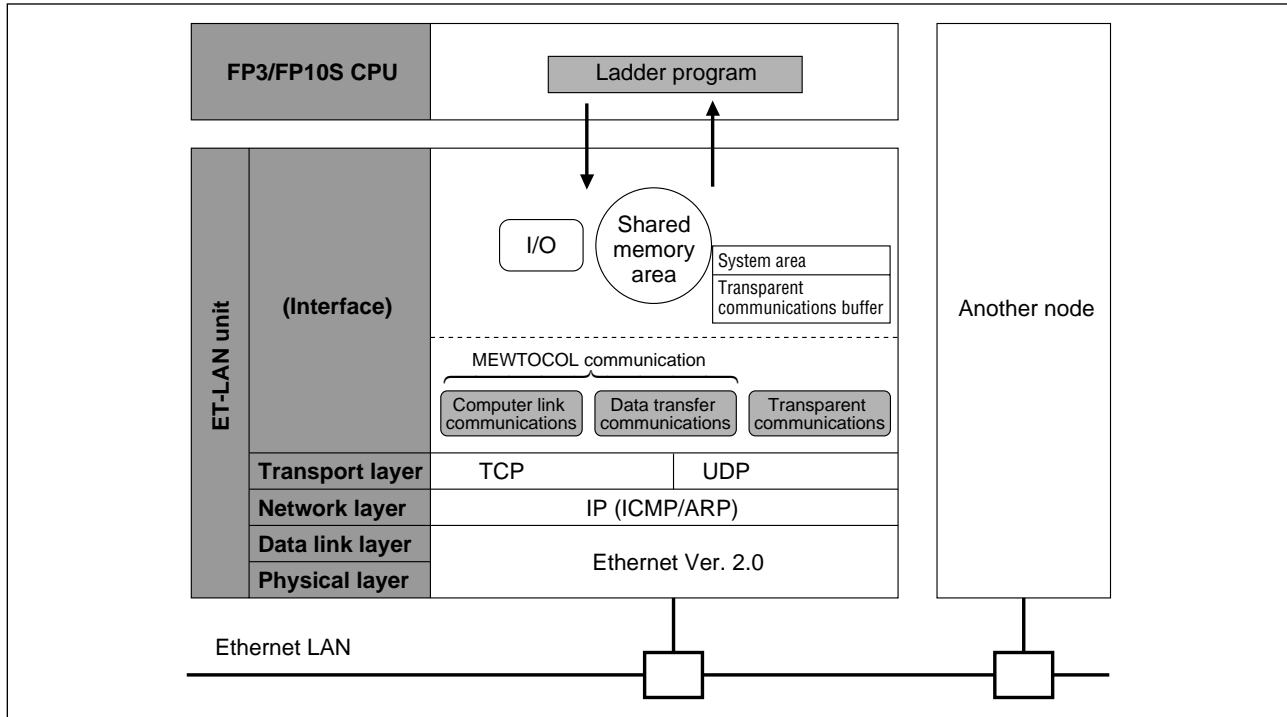 FP3/FP10S CPU
Ladder program
ET-LAN unit
(Interface)
I/O
Shared
memory
area
System area
Transparent
communications buffer
Another node
MEWTOCOL communication
Computer link
communications
Data transfer
communications
Transparent
communications
Transport layer
TCP
UDP
Network layer
IP (ICMP/ARP)
Data link layer
Ethernet Ver. 2.0
Physical layer
Ethernet LAN